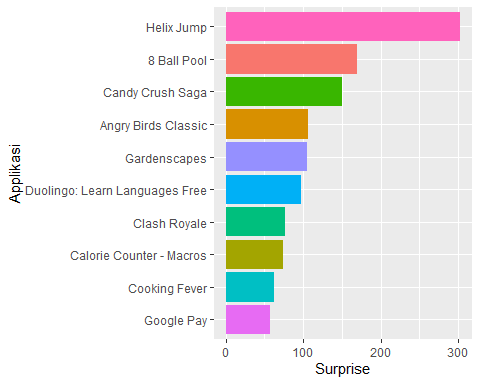 Helix Jump
8 Ball Pool
Candy Crush Saga
Angry Birds Classic
Gardenscapes
Duolingo: Learn Languages Free
Clash Royale
Calorie Counter - Macros
Cooking Fever
Google Pay
Applikasi
0 100 200 300
Surprise